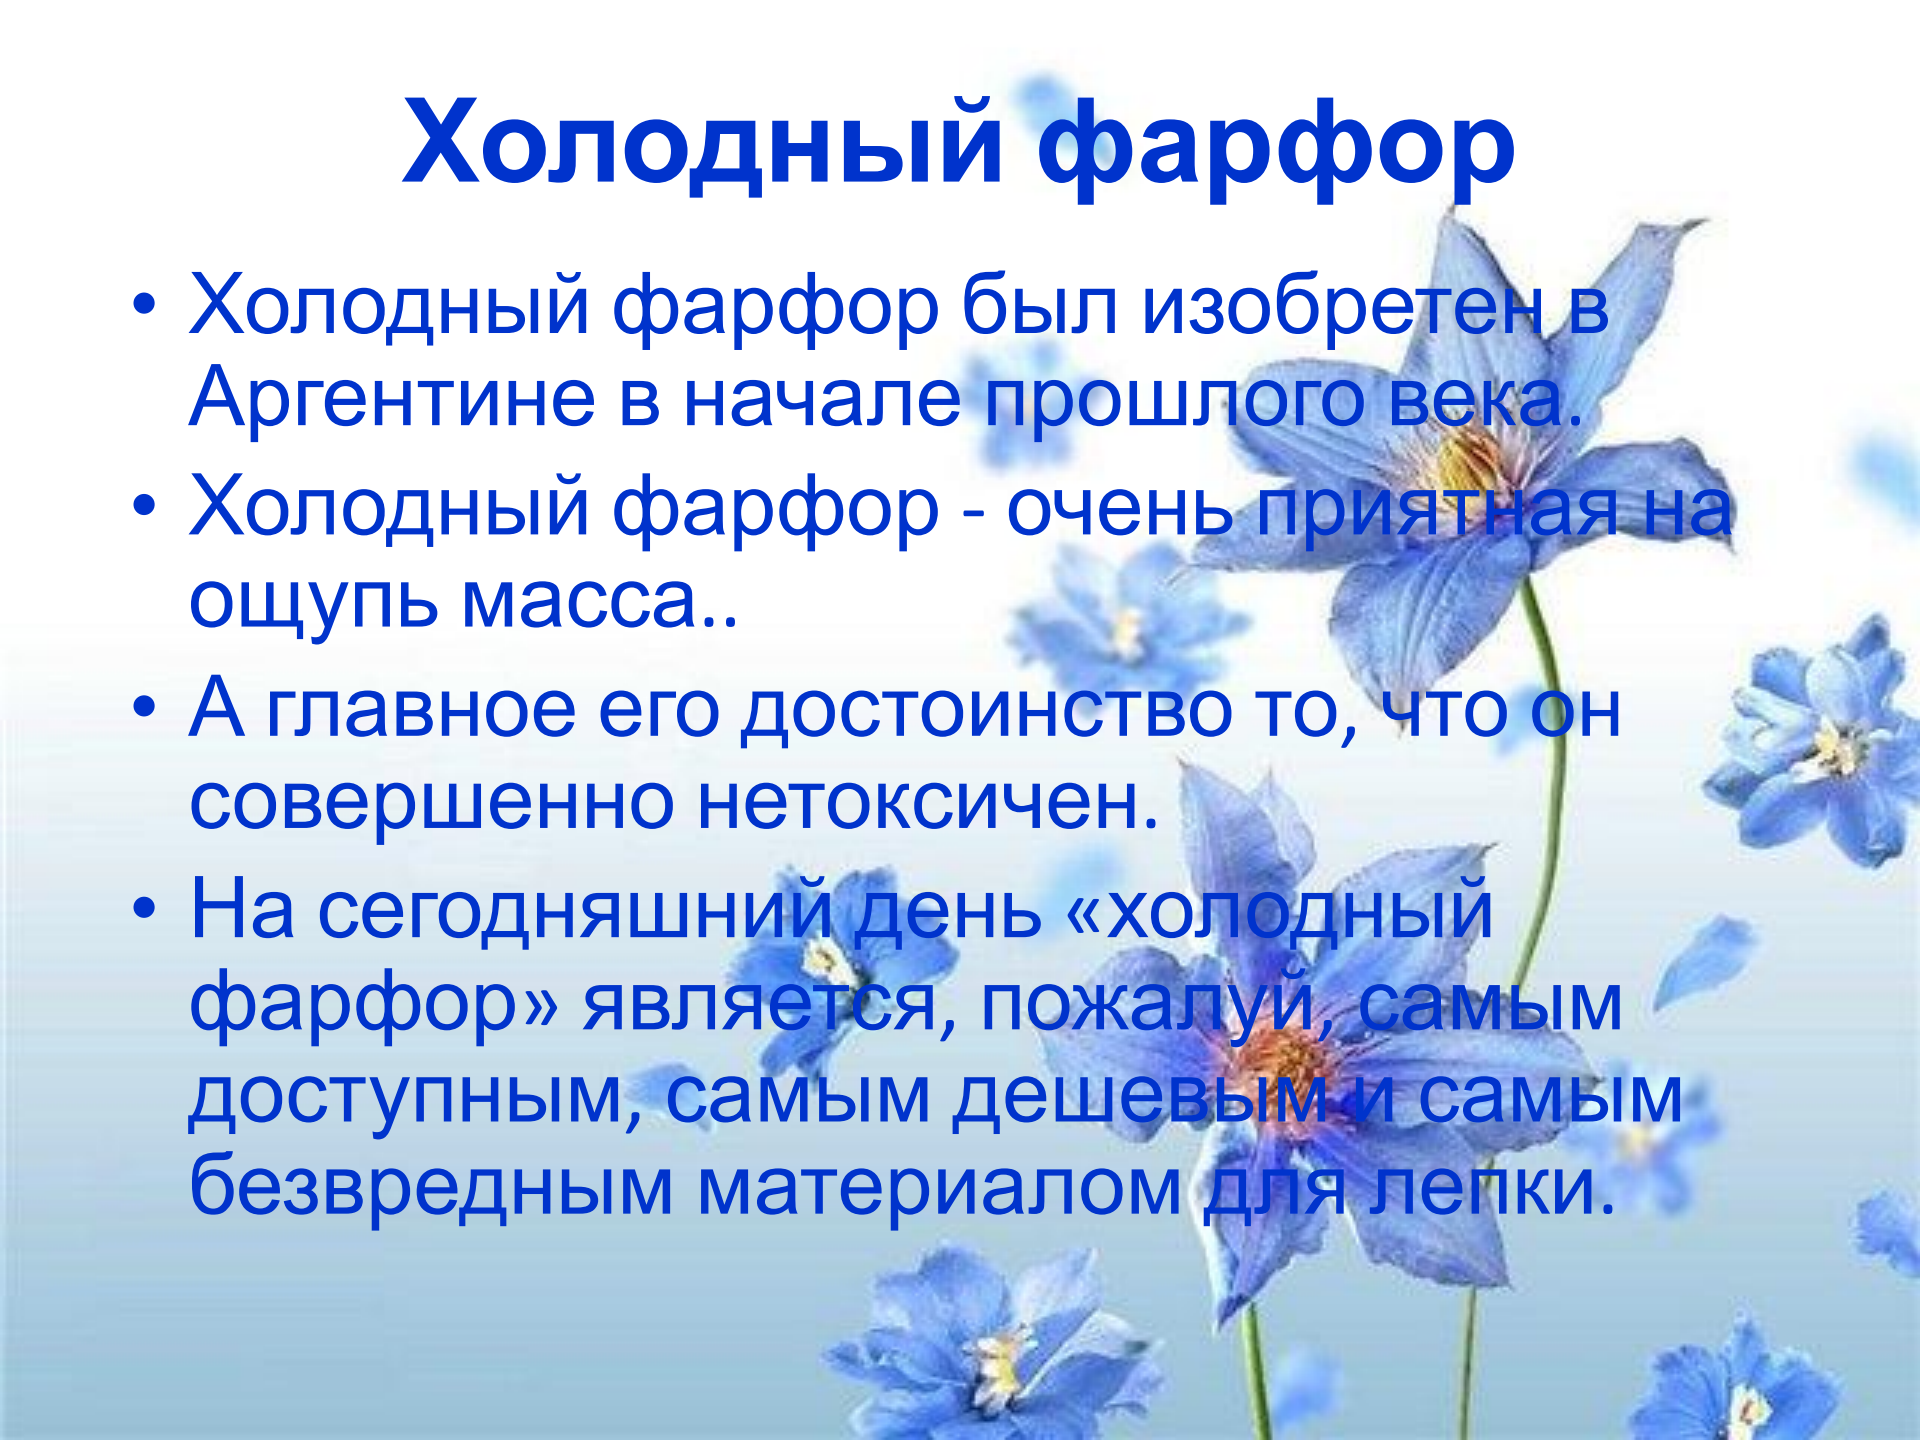 Холодный фарфор
• Холодный фарфор был изобретен в
Аргентине в начале прошлого века.
• Холодный фарфор - очень приятная на
ощупь масса..
• А главное его достоинство то, что он
совершенно нетоксичен.
• На сегодняшний день «холодный
фарфор» является, пожалуй, самым
доступным, самым дешевым и самым
безвредным материалом для лепки.